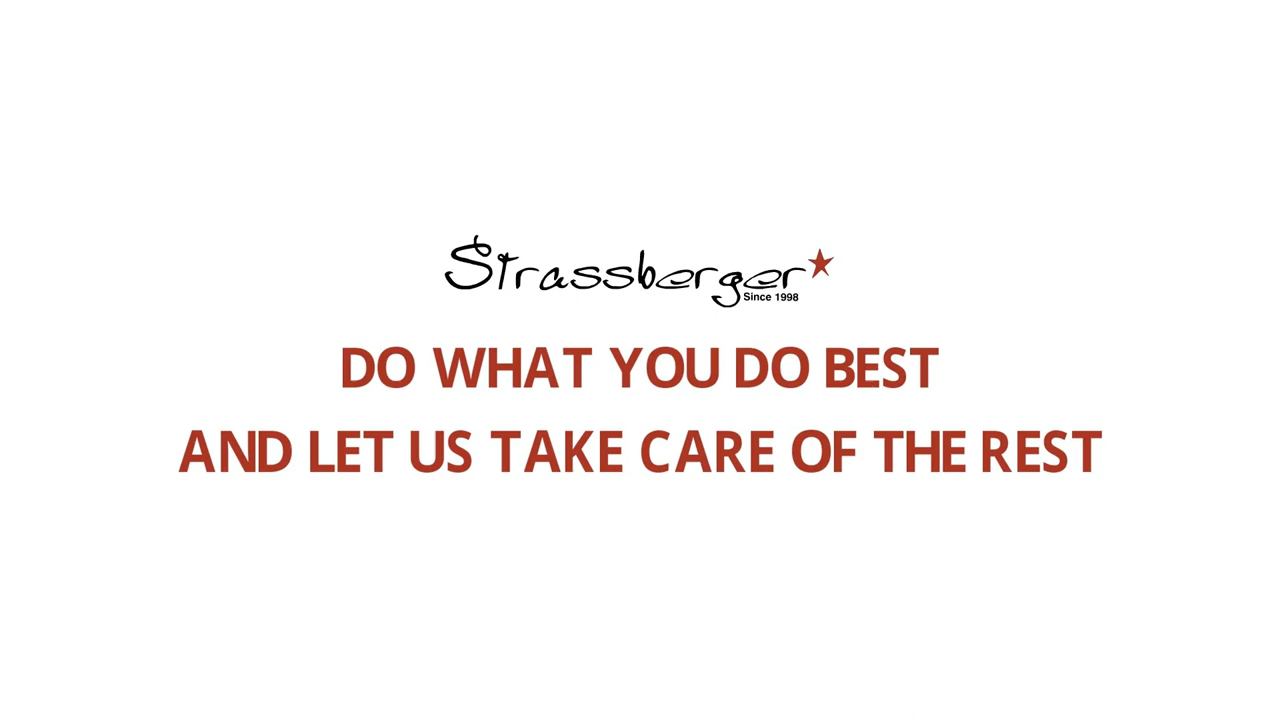 Strassberger
Since 1998
DO WHAT YOU DO BEST
AND LET US TAKE CARE OF THE REST